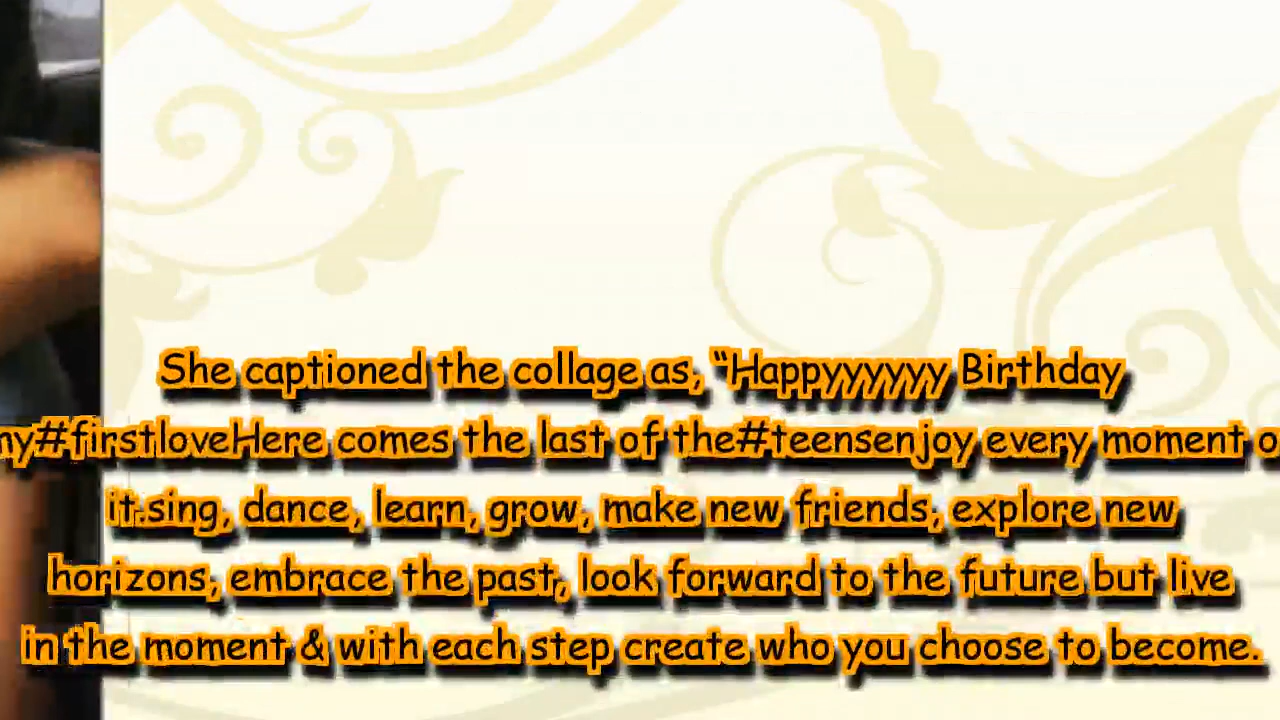 She captioned the collage as, “Happyyyyyyy Birthday
#firstloveHere comes the last of the#teensenjoy every moment
it.sing, dance, learn, grow, make new friends, explore new
horizons, embrace the past, look forward to the future but live
in the moment & with each step create who you choose to become.